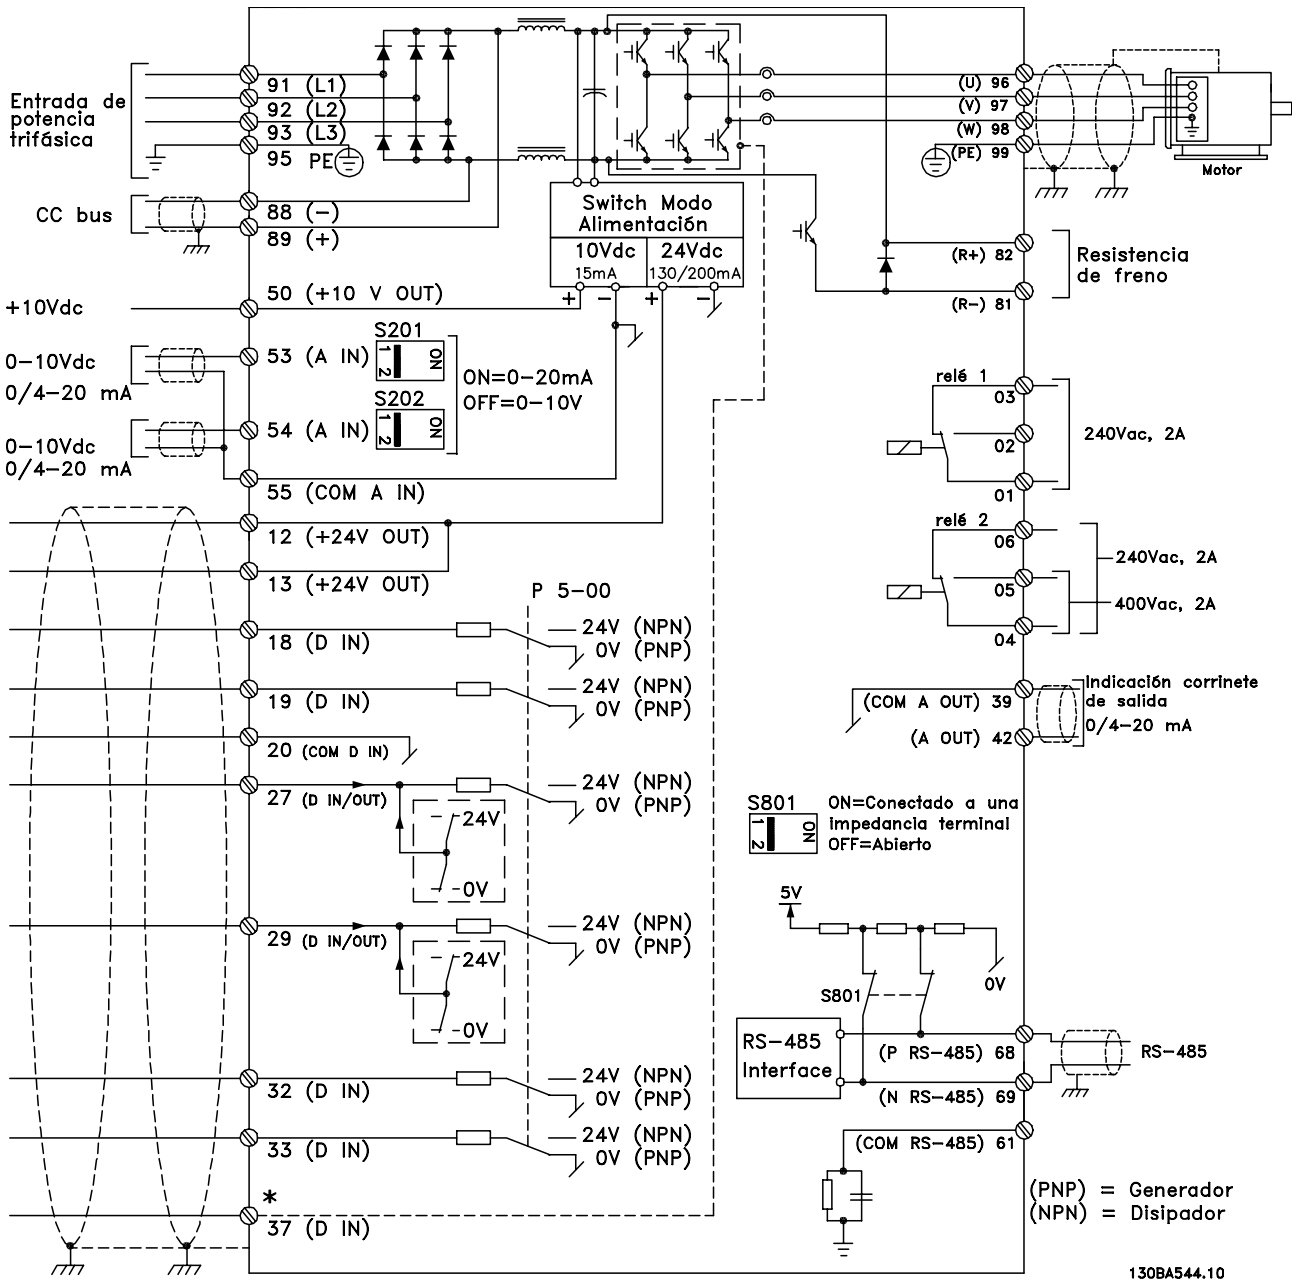 Entrada de
potencia
trifásica
91 (L1)
92 (L2)
93 (L3)
95 PE
CC bus
88 (−)
89 (+)
+10Vdc
50 (+10 V OUT)
0−10Vdc
0/4−20 mA
53 (A IN)
S201
1 2
ON
ON=0−20mA
OFF=0−10V
S202
1 2
ON
0−10Vdc
0/4−20 mA
54 (A IN)
55 (COM A IN)
12 (+24V OUT)
13 (+24V OUT)
P 5-00
18 (D IN)
24V (NPN)
0V (PNP)
19 (D IN)
24V (NPN)
0V (PNP)
20 (COM D IN)
27 (D IN/OUT)
24V (NPN)
0V (PNP)
24V
0V
29 (D IN/OUT)
24V (NPN)
0V (PNP)
24V
0V
32 (D IN)
24V (NPN)
0V (PNP)
33 (D IN)
24V (NPN)
0V (PNP)
*
37 (D IN)
Switch Modo
Alimentación
10Vdc
15mA
24Vdc
130/200mA
+ − + −
(U) 96
(V) 97
(W) 98
(PE) 99
Motor
(R+) 82
(R−) 81
Resistencia
de freno
relé 1
03
02
01
240Vac, 2A
relé 2
06
05
04
240Vac, 2A
400Vac, 2A
(COM A OUT) 39
(A OUT) 42
Indicación corrinete
de salida
0/4−20 mA
S801
1 2
ON
ON=Conectado a una
impedancia terminal
OFF=Abierto
5V
S801
0V
RS−485
Interface
(P RS−485) 68
(N RS−485) 69
RS−485
(COM RS−485) 61
(PNP) = Generador
(NPN) = Disipador
130BA544.10